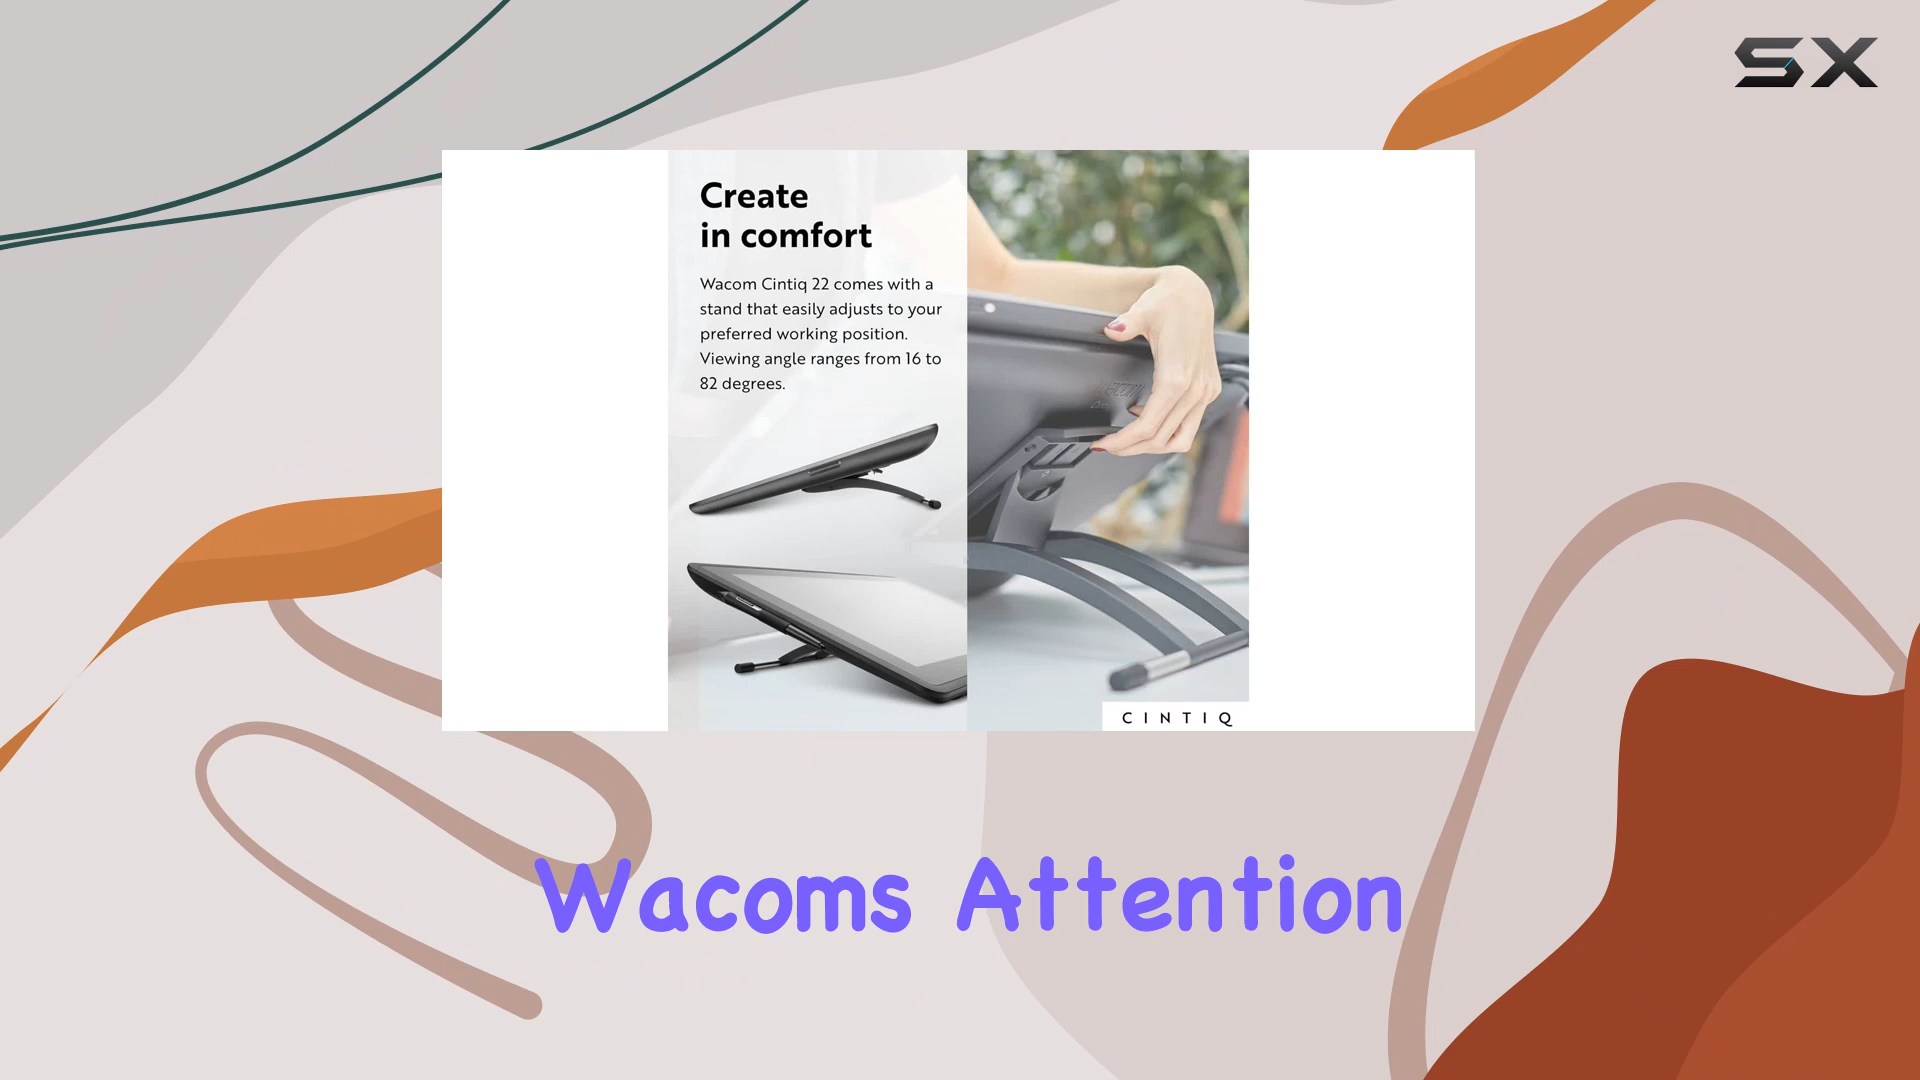 SX
Create
in comfort
Wacom Cintiq 22 comes with a
stand that easily adjusts to your
preferred working position.
Viewing angle ranges from 16 to
82 degrees.
CINTIQ
Wacoms Attention